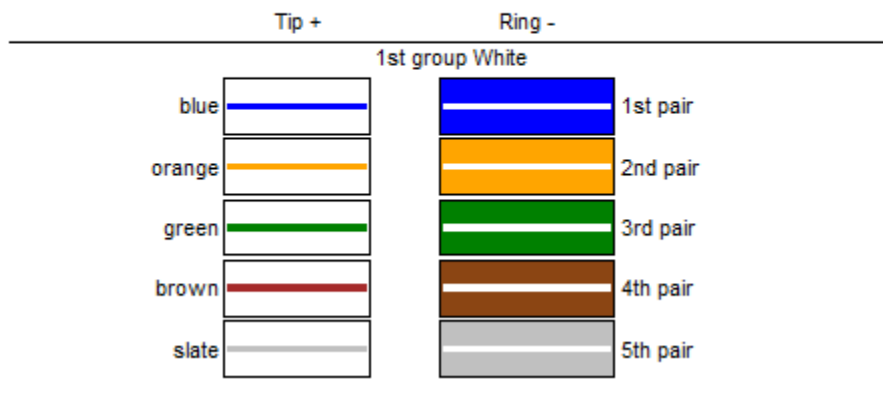 Tip + Ring -
1st group White
blue 1st pair
orange 2nd pair
green 3rd pair
brown 4th pair
slate 5th pair